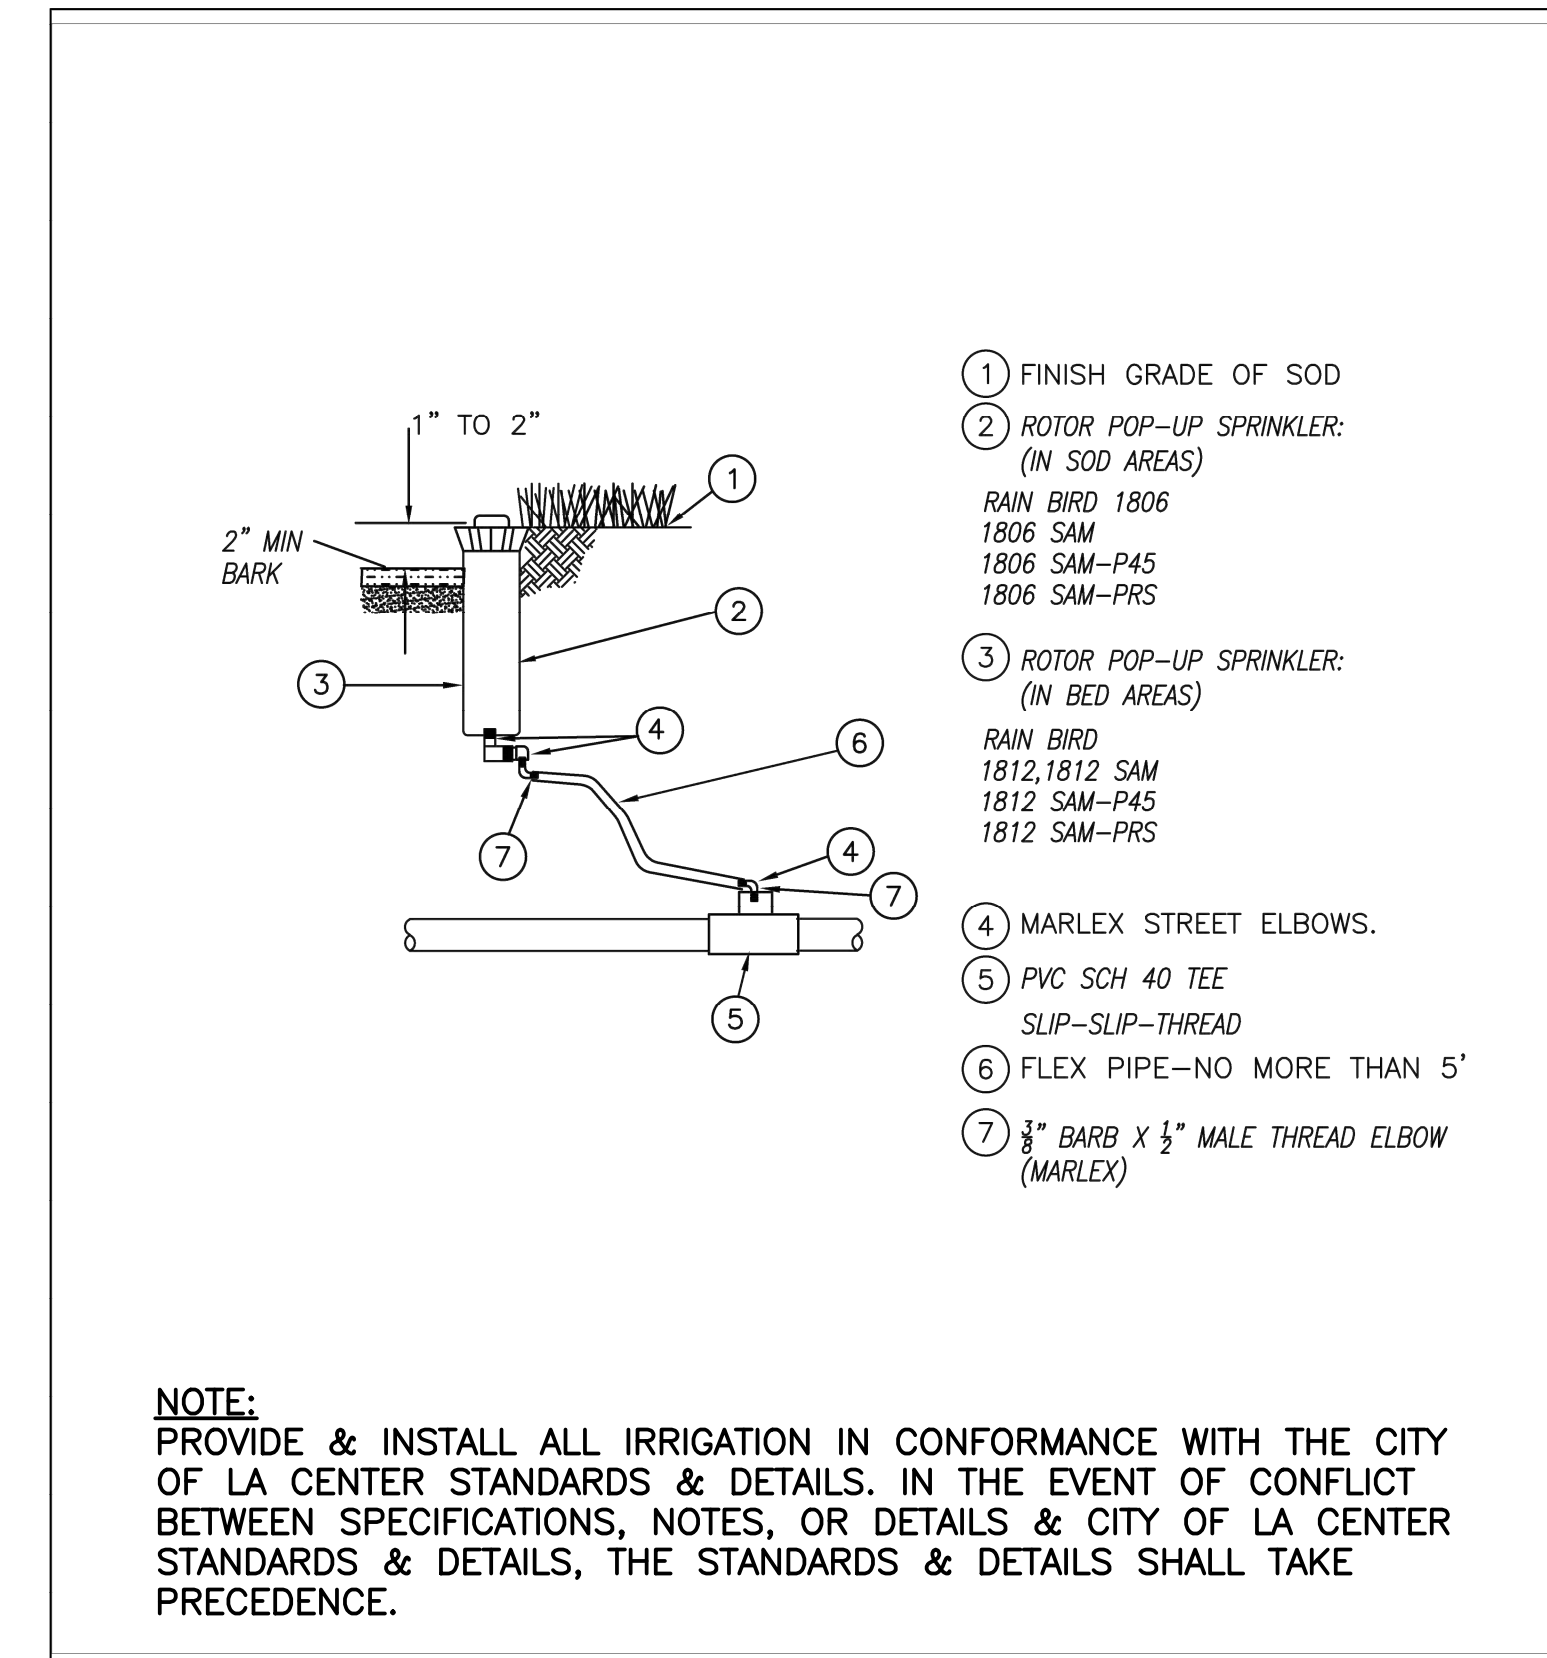 1" TO 2"
2" MIN
BARK
1
2
3
4
6
7
4
7
5
1 FINISH GRADE OF SOD
2 ROTOR POP-UP SPRINKLER:
(IN SOD AREAS)
RAIN BIRD 1806
1806 SAM
1806 SAM-P45
1806 SAM-PRS
3 ROTOR POP-UP SPRINKLER:
(IN BED AREAS)
RAIN BIRD
1812,1812 SAM
1812 SAM-P45
1812 SAM-PRS
4 MARLEX STREET ELBOWS.
5 PVC SCH 40 TEE
SLIP-SLIP-THREAD
6 FLEX PIPE-NO MORE THAN 5'
7 3/8" BARB X 1/2" MALE THREAD ELBOW
(MARLEX)
NOTE:
PROVIDE & INSTALL ALL IRRIGATION IN CONFORMANCE WITH THE CITY
OF LA CENTER STANDARDS & DETAILS. IN THE EVENT OF CONFLICT
BETWEEN SPECIFICATIONS, NOTES, OR DETAILS & CITY OF LA CENTER
STANDARDS & DETAILS, THE STANDARDS & DETAILS SHALL TAKE
PRECEDENCE.